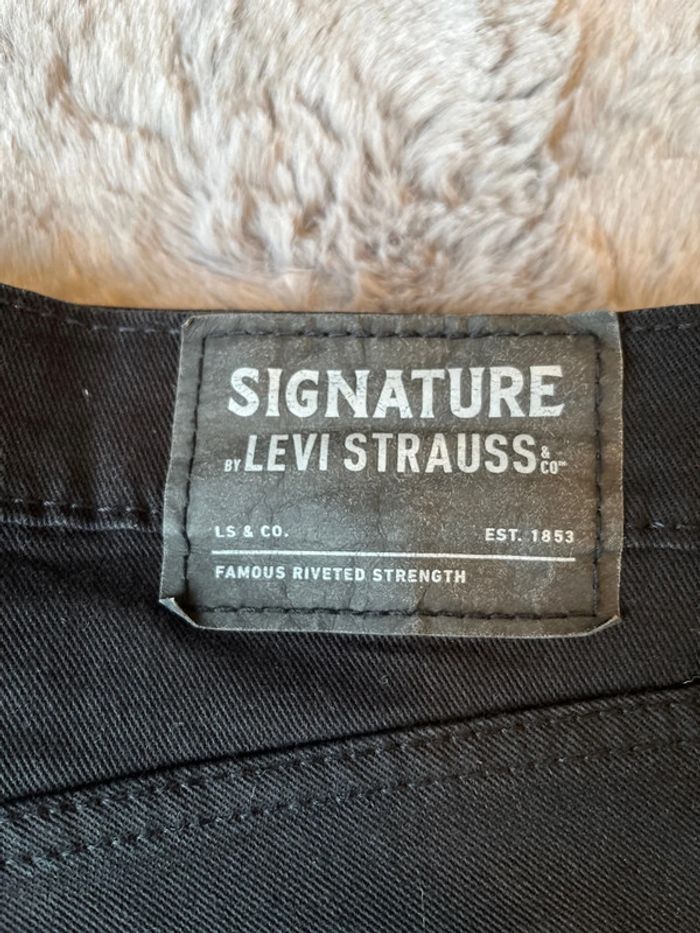 SIGNATURE
BY LEVI STRAUSS & CO™
LS & CO. EST. 1853
FAMOUS RIVETED STRENGTH